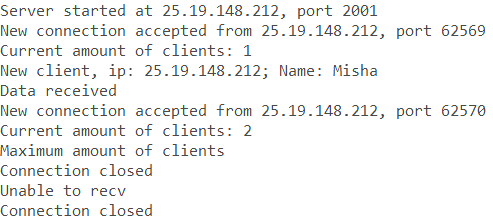 Server started at 25.19.148.212, port 2001
New connection accepted from 25.19.148.212, port 62569
Current amount of clients: 1
New client, ip: 25.19.148.212; Name: Misha
Data received
New connection accepted from 25.19.148.212, port 62570
Current amount of clients: 2
Maximum amount of clients
Connection closed
Unable to recv
Connection closed